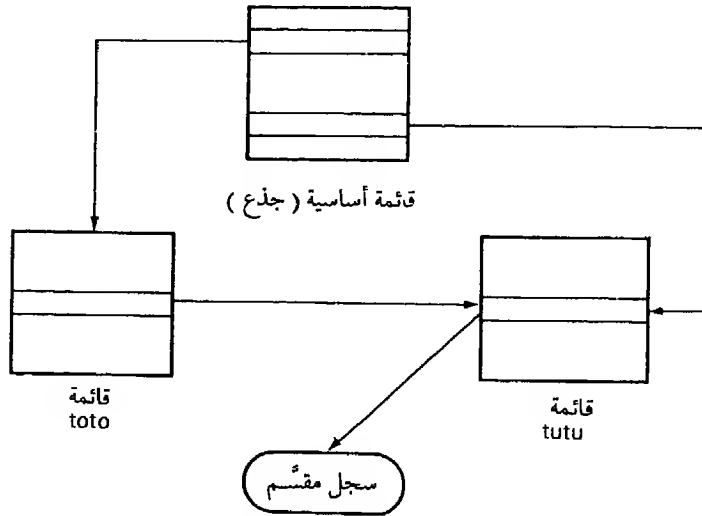 قائمة أساسية ( جذع )
قائمة
toto
قائمة
tutu
سجل مقسَّم